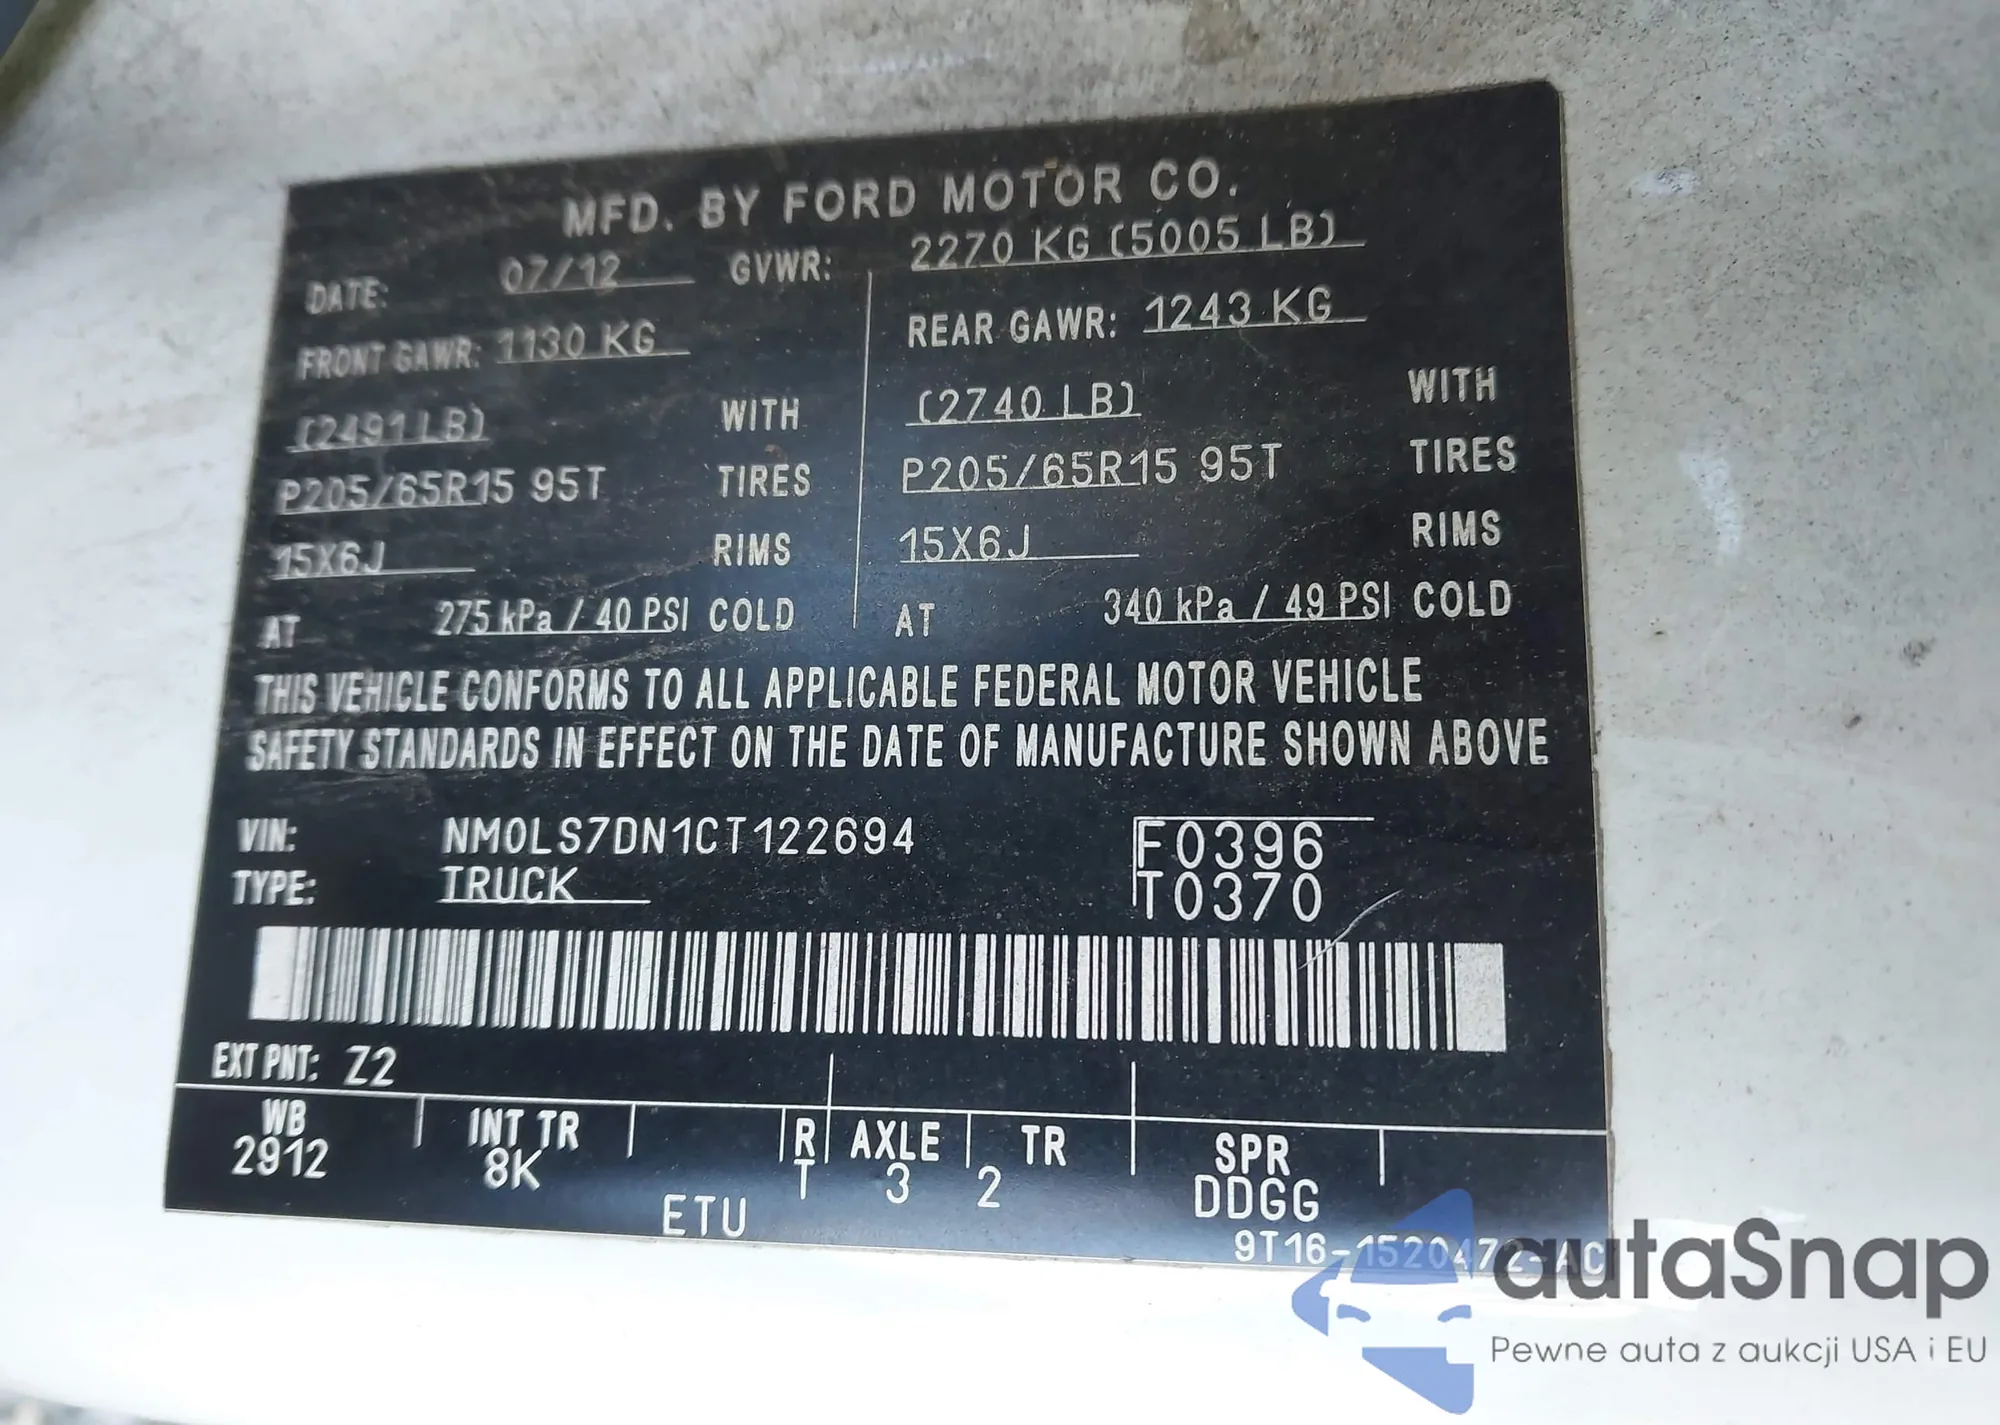 MFD. BY FORD MOTOR CO.
DATE: 07/12 GVWR: 2270 KG (5005 LB)
FRONT GAWR: 1130 KG REAR GAWR: 1243 KG
(2491 LB) WITH (2740 LB) WITH
P205/65R15 95T TIRES P205/65R15 95T TIRES
15X6J RIMS 15X6J RIMS
AT 275 kPa / 40 PSI COLD AT 340 kPa / 49 PSI COLD
THIS VEHICLE CONFORMS TO ALL APPLICABLE FEDERAL MOTOR VEHICLE
SAFETY STANDARDS IN EFFECT ON THE DATE OF MANUFACTURE SHOWN ABOVE
VIN: NM0LS7DN1CT122694 F0396
TYPE: TRUCK T0370
EXT PNT: Z2
WB INT TR R AXLE TR SPR
2912 8K T 3 2 DDGG
ETU
9T16-1520472-AC
autaSnap
Pewne auta z aukcji USA i EU